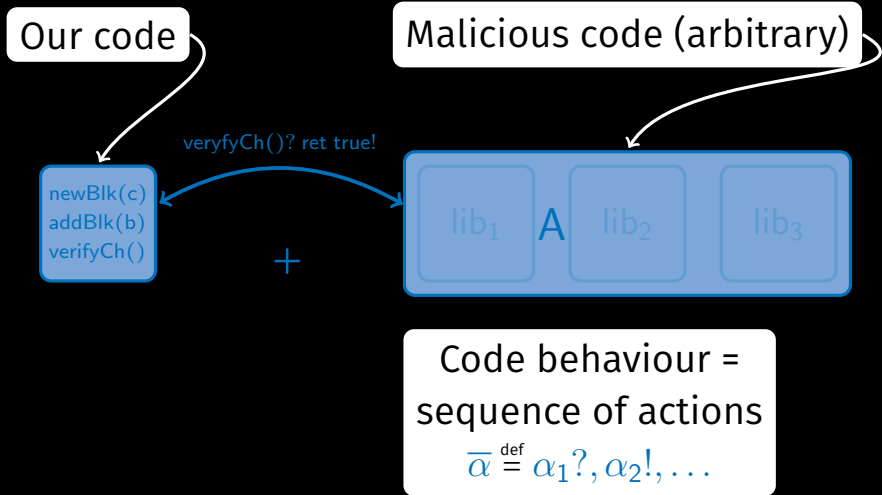 Our code
Malicious code (arbitrary)
veryfyCh()? ret true!
newBlk(c)
addBlk(b)
verifyCh()
+
lib₁
A
lib₂
lib₃
Code behaviour =
sequence of actions
α̅ ≝ α₁?, α₂!, . . .